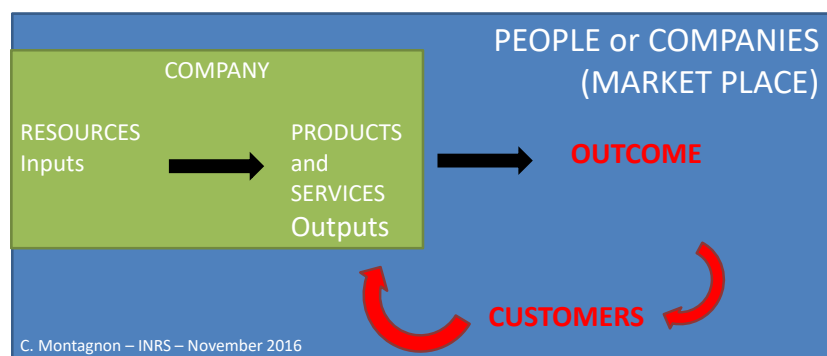 PEOPLE or COMPANIES
(MARKET PLACE)
COMPANY
RESOURCES
Inputs
PRODUCTS
and
SERVICES
Outputs
OUTCOME
CUSTOMERS
C. Montagnon – INRS – November 2016